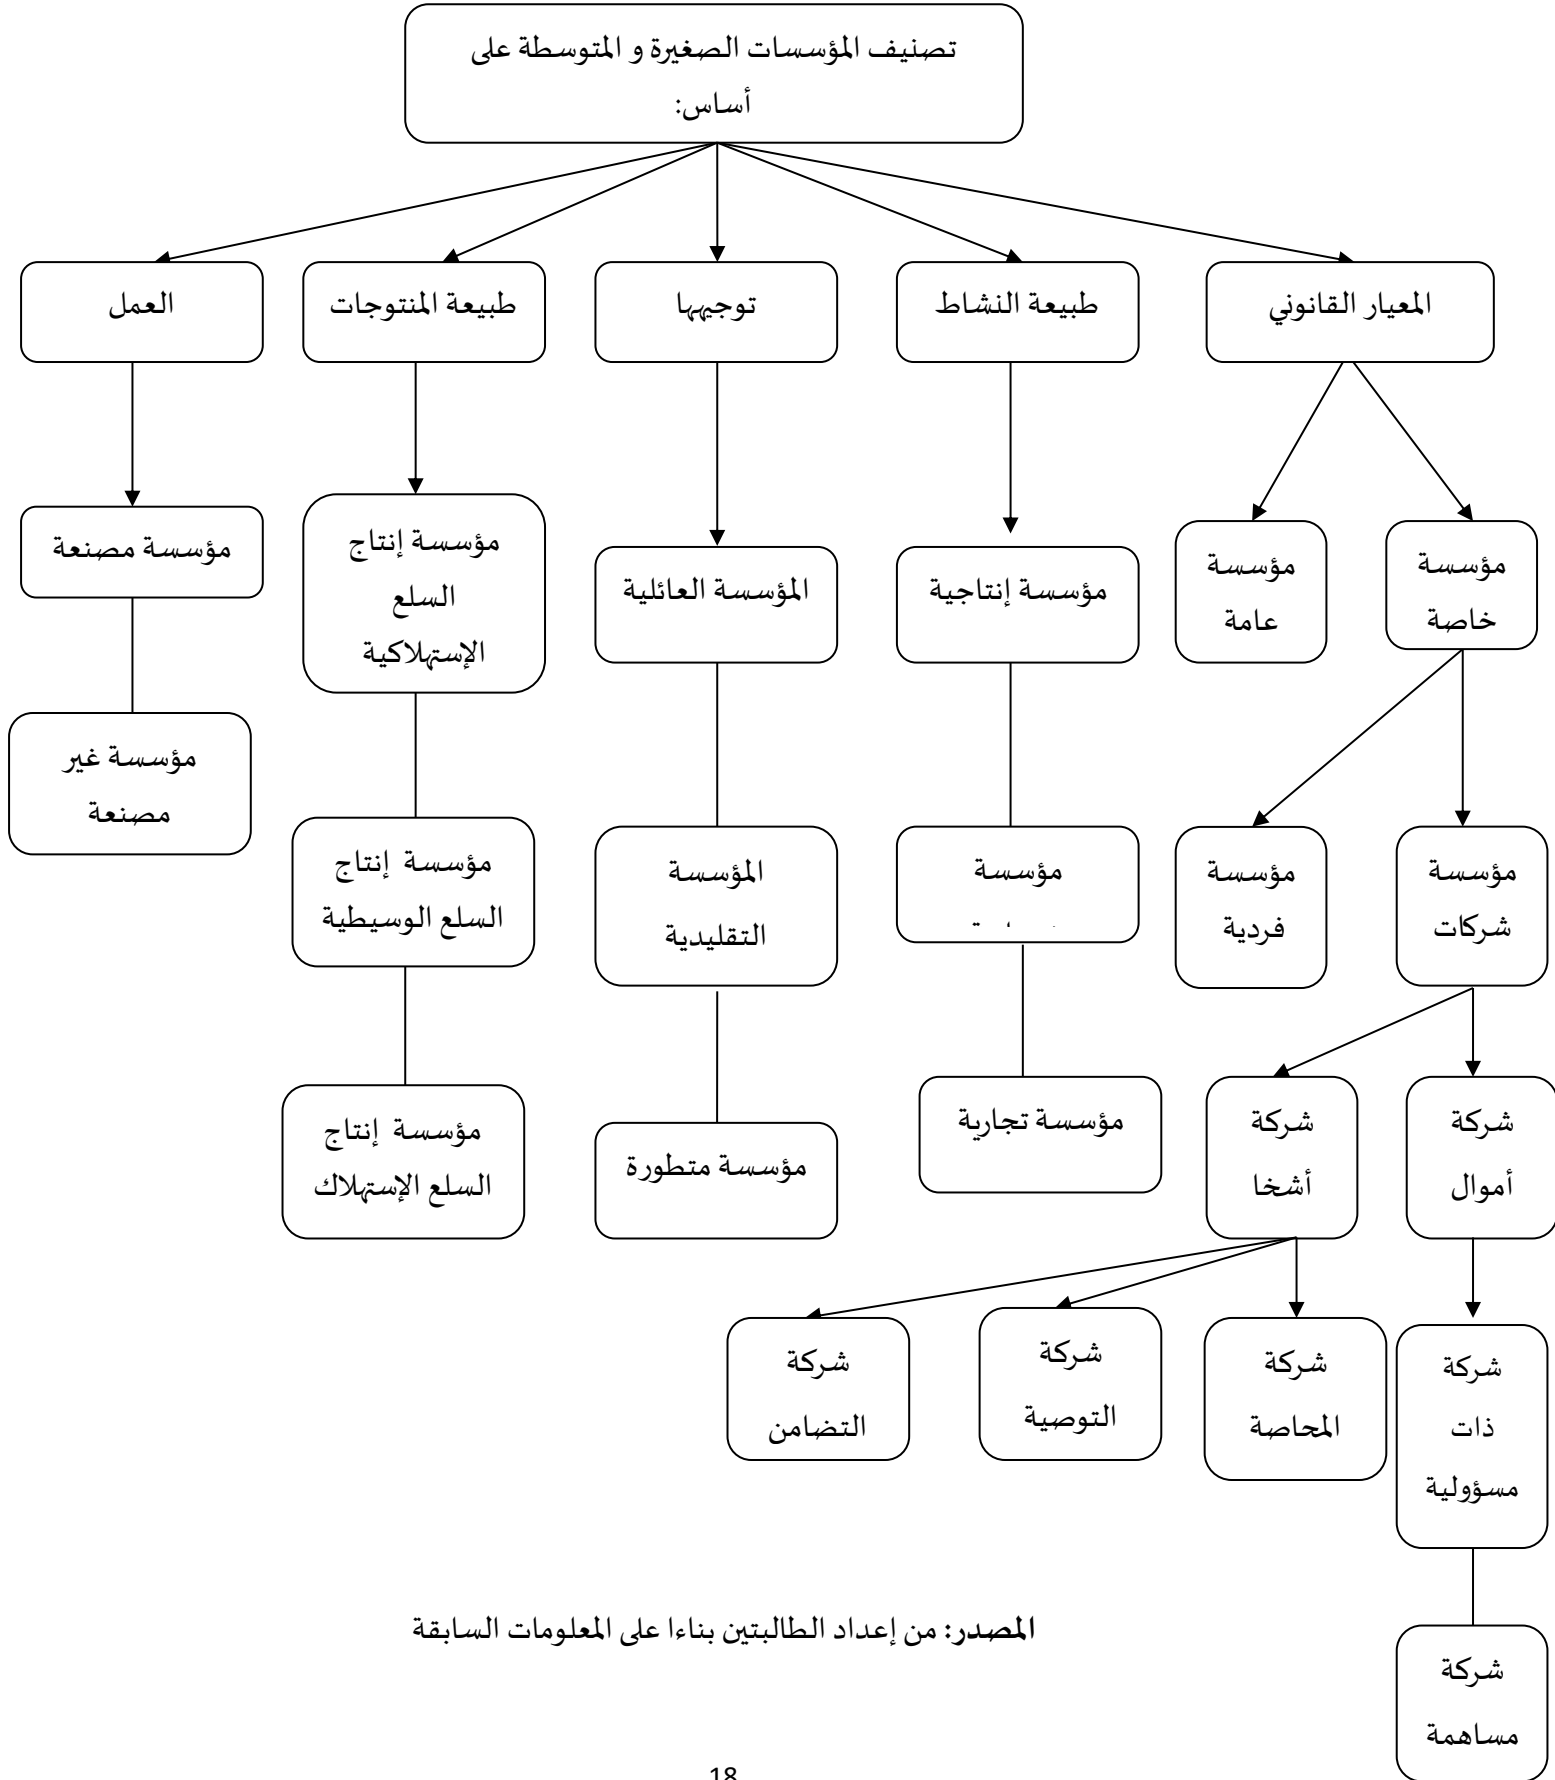 تصنيف المؤسسات الصغيرة و المتوسطة على
أساس:
المعيار القانوني
طبيعة النشاط
توجيهها
طبيعة المنتوجات
العمل
مؤسسة
خاصة
مؤسسة
عامة
مؤسسة إنتاجية
المؤسسة العائلية
مؤسسة إنتاج
السلع
الإستهلاكية
مؤسسة مصنعة
مؤسسة غير
مصنعة
مؤسسة
شركات
مؤسسة
فردية
مؤسسة
المؤسسة
التقليدية
مؤسسة إنتاج
السلع الوسيطية
شركة
أموال
شركة
أشخا
مؤسسة تجارية
مؤسسة متطورة
مؤسسة إنتاج
السلع الإستهلاك
شركة
ذات
مسؤولية
شركة
المحاصة
شركة
التوصية
شركة
التضامن
شركة
مساهمة
المصدر: من إعداد الطالبتين بناءا على المعلومات السابقة
18